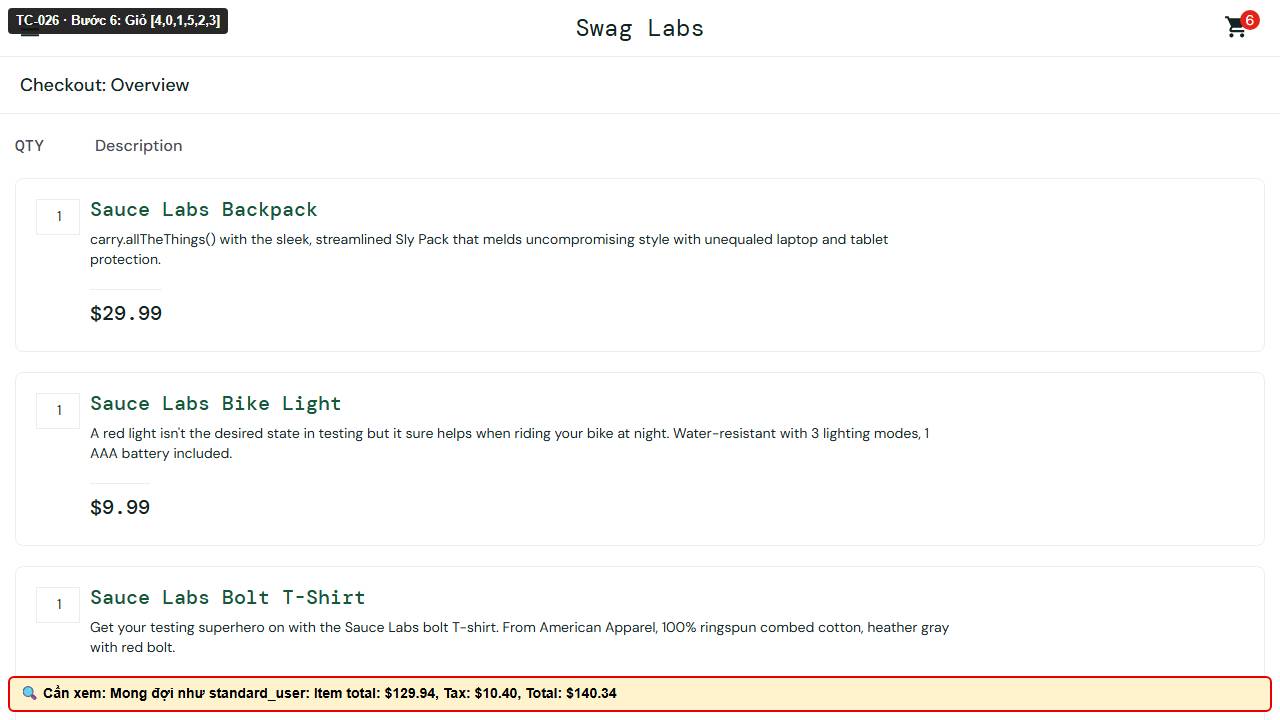 TC-026 · Bước 6: Giỏ [4,0,1,5,2,3]
Swag Labs
6
Checkout: Overview
QTY Description
1
Sauce Labs Backpack
carry.allTheThings() with the sleek, streamlined Sly Pack that melds uncompromising style with unequaled laptop and tablet
protection.
$29.99
1
Sauce Labs Bike Light
A red light isn't the desired state in testing but it sure helps when riding your bike at night. Water-resistant with 3 lighting modes, 1
AAA battery included.
$9.99
1
Sauce Labs Bolt T-Shirt
Get your testing superhero on with the Sauce Labs bolt T-shirt. From American Apparel, 100% ringspun combed cotton, heather gray
with red bolt.
🔍 Cần xem: Mong đợi như standard_user: Item total: $129.94, Tax: $10.40, Total: $140.34